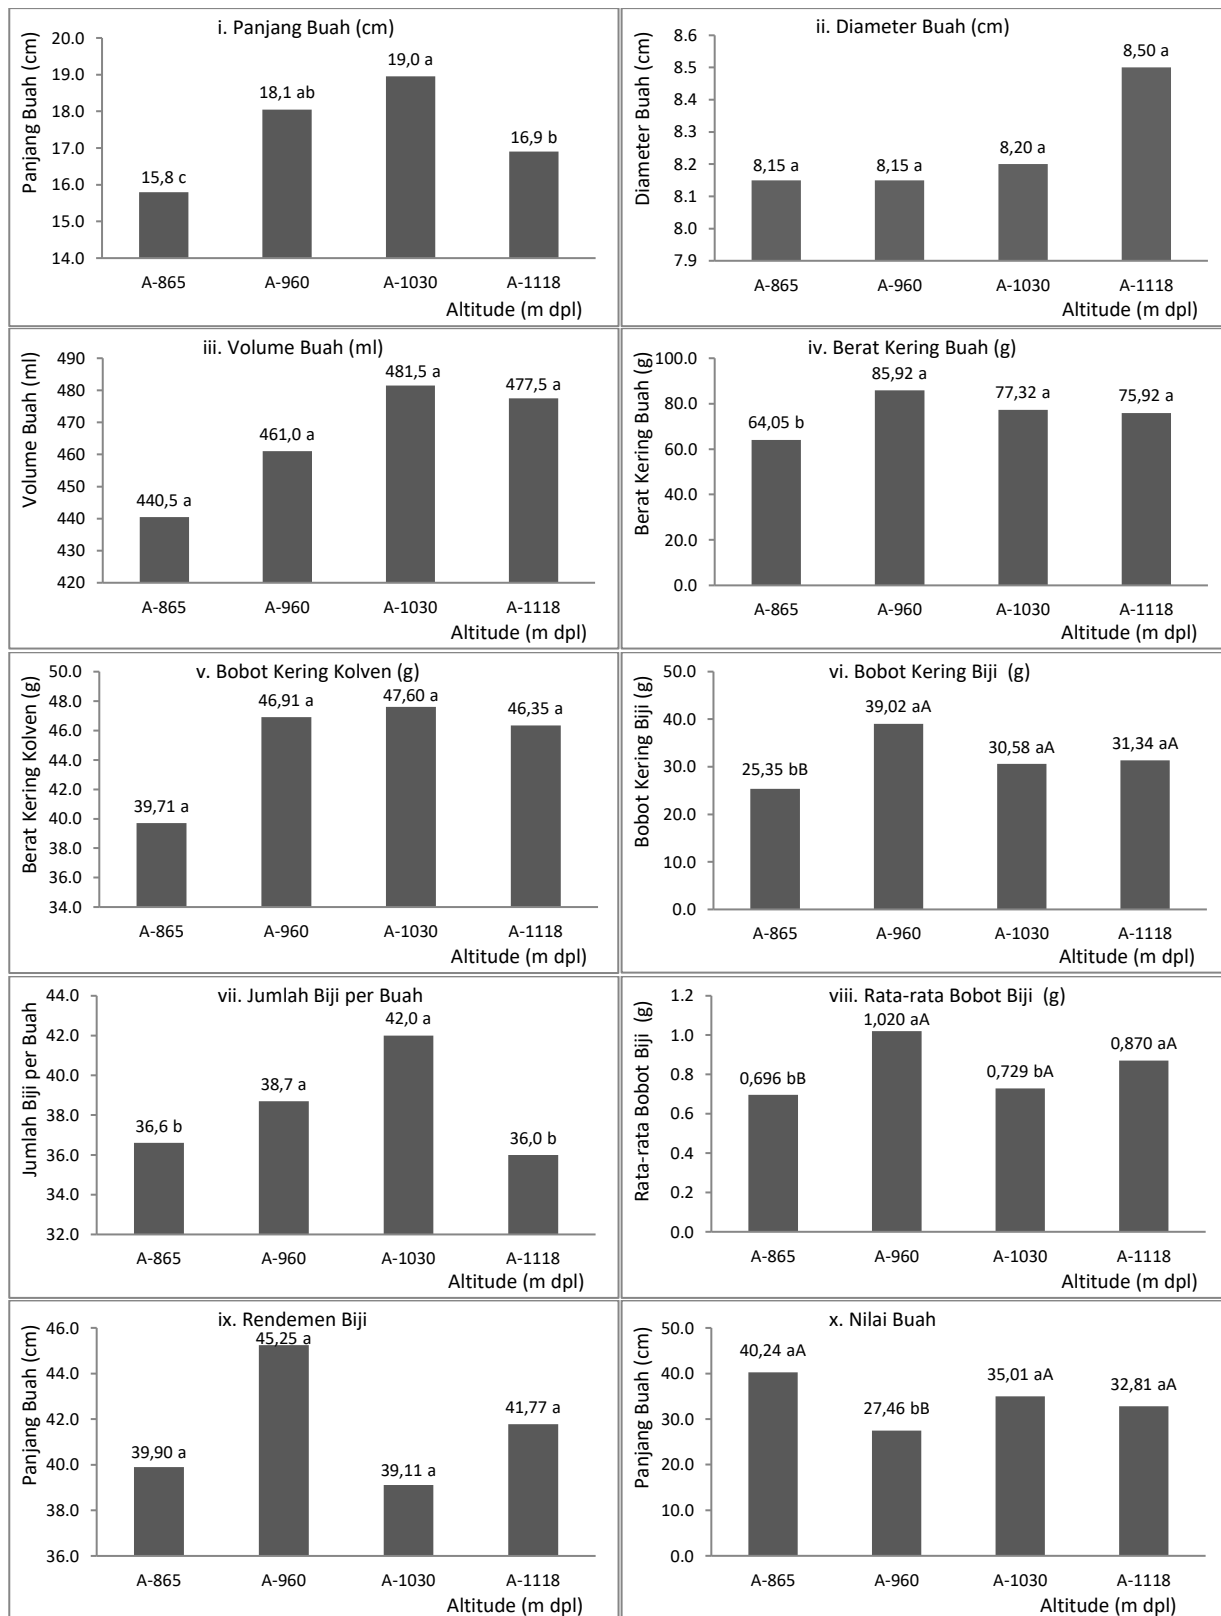 i. Panjang Buah (cm)
Panjang Buah (cm)
20.0
19.0
18.0
17.0
16.0
15.0
14.0
15,8 c
18,1 ab
19,0 a
16,9 b
A-865 A-960 A-1030 A-1118
Altitude (m dpl)
ii. Diameter Buah (cm)
Diameter Buah (cm)
8.6
8.5
8.4
8.3
8.2
8.1
8.0
7.9
8,15 a
8,15 a
8,20 a
8,50 a
A-865 A-960 A-1030 A-1118
Altitude (m dpl)
iii. Volume Buah (ml)
Volume Buah (ml)
490
480
470
460
450
440
430
420
440,5 a
461,0 a
481,5 a
477,5 a
A-865 A-960 A-1030 A-1118
Altitude (m dpl)
iv. Berat Kering Buah (g)
Berat Kering Buah (g)
100.0
80.0
60.0
40.0
20.0
0.0
64,05 b
85,92 a
77,32 a
75,92 a
A-865 A-960 A-1030 A-1118
Altitude (m dpl)
v. Bobot Kering Kolven (g)
Berat Kering Kolven (g)
50.0
48.0
46.0
44.0
42.0
40.0
38.0
36.0
34.0
39,71 a
46,91 a
47,60 a
46,35 a
A-865 A-960 A-1030 A-1118
Altitude (m dpl)
vi. Bobot Kering Biji (g)
Bobot Kering Biji (g)
50.0
40.0
30.0
20.0
10.0
0.0
25,35 bB
39,02 aA
30,58 aA
31,34 aA
A-865 A-960 A-1030 A-1118
Altitude (m dpl)
vii. Jumlah Biji per Buah
Jumlah Biji per Buah
44.0
42.0
40.0
38.0
36.0
34.0
32.0
36,6 b
38,7 a
42,0 a
36,0 b
A-865 A-960 A-1030 A-1118
Altitude (m dpl)
viii. Rata-rata Bobot Biji (g)
Rata-rata Bobot Biji (g)
1.2
1.0
0.8
0.6
0.4
0.2
0.0
0,696 bB
1,020 aA
0,729 bA
0,870 aA
A-865 A-960 A-1030 A-1118
Altitude (m dpl)
ix. Rendemen Biji
Panjang Buah (cm)
46.0
44.0
42.0
40.0
38.0
36.0
39,90 a
45,25 a
39,11 a
41,77 a
A-865 A-960 A-1030 A-1118
Altitude (m dpl)
x. Nilai Buah
Panjang Buah (cm)
50.0
40.0
30.0
20.0
10.0
0.0
40,24 aA
27,46 bB
35,01 aA
32,81 aA
A-865 A-960 A-1030 A-1118
Altitude (m dpl)